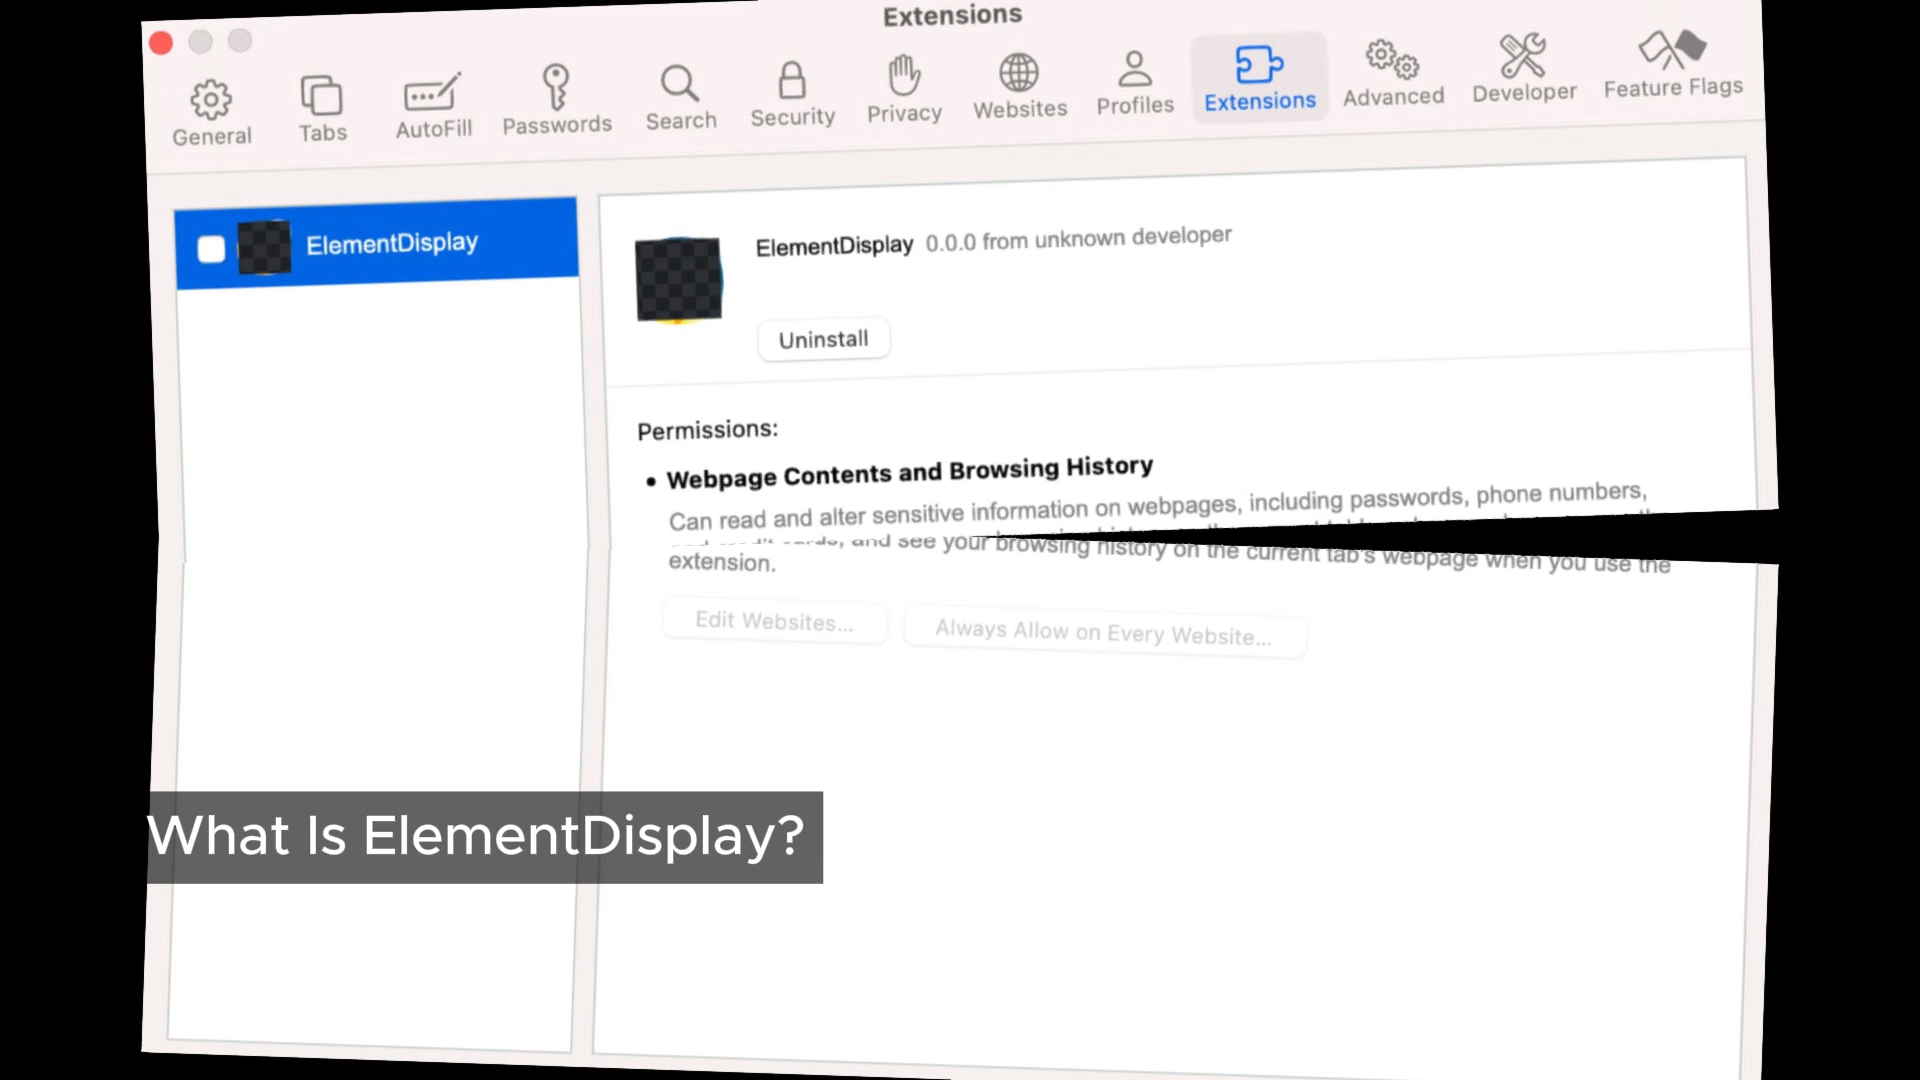 Extensions
General
Tabs
AutoFill
Passwords
Search
Security
Privacy
Websites
Profiles
Extensions
Advanced
Developer
Feature Flags
ElementDisplay
ElementDisplay 0.0.0 from unknown developer
Uninstall
Permissions:
• Webpage Contents and Browsing History
Can read and alter sensitive information on webpages, including passwords, phone numbers,
and see your browsing history on the current tab's webpage when you use the
extension.
Edit Websites...
Always Allow on Every Website...
What Is ElementDisplay?